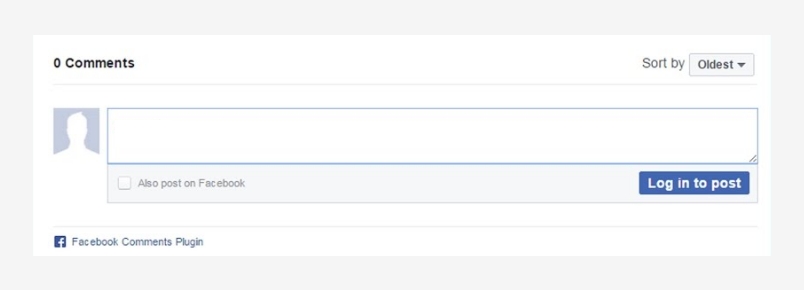 0 Comments
Sort by Oldest
Also post on Facebook
Log in to post
Facebook Comments Plugin